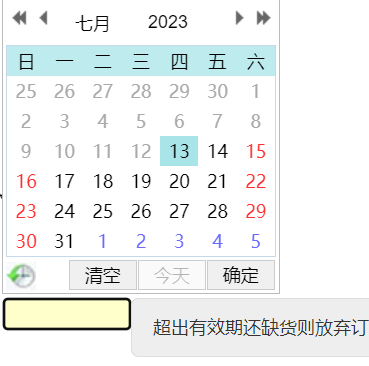 七月 2023
日 一 二 三 四 五 六
25 26 27 28 29 30 1
2 3 4 5 6 7 8
9 10 11 12 13 14 15
16 17 18 19 20 21 22
23 24 25 26 27 28 29
30 31 1 2 3 4 5
清空 今天 确定
超出有效期还缺货则放弃订